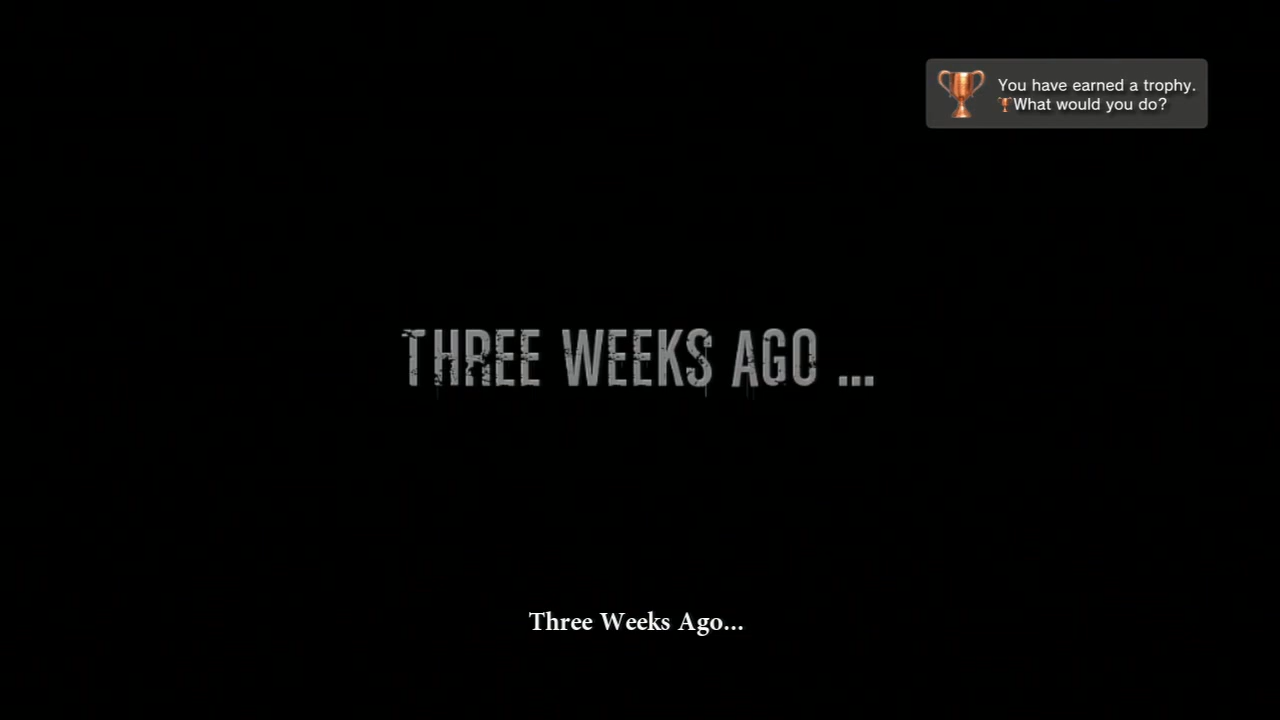 You have earned a trophy.
What would you do?
THREE WEEKS AGO ...
Three Weeks Ago...